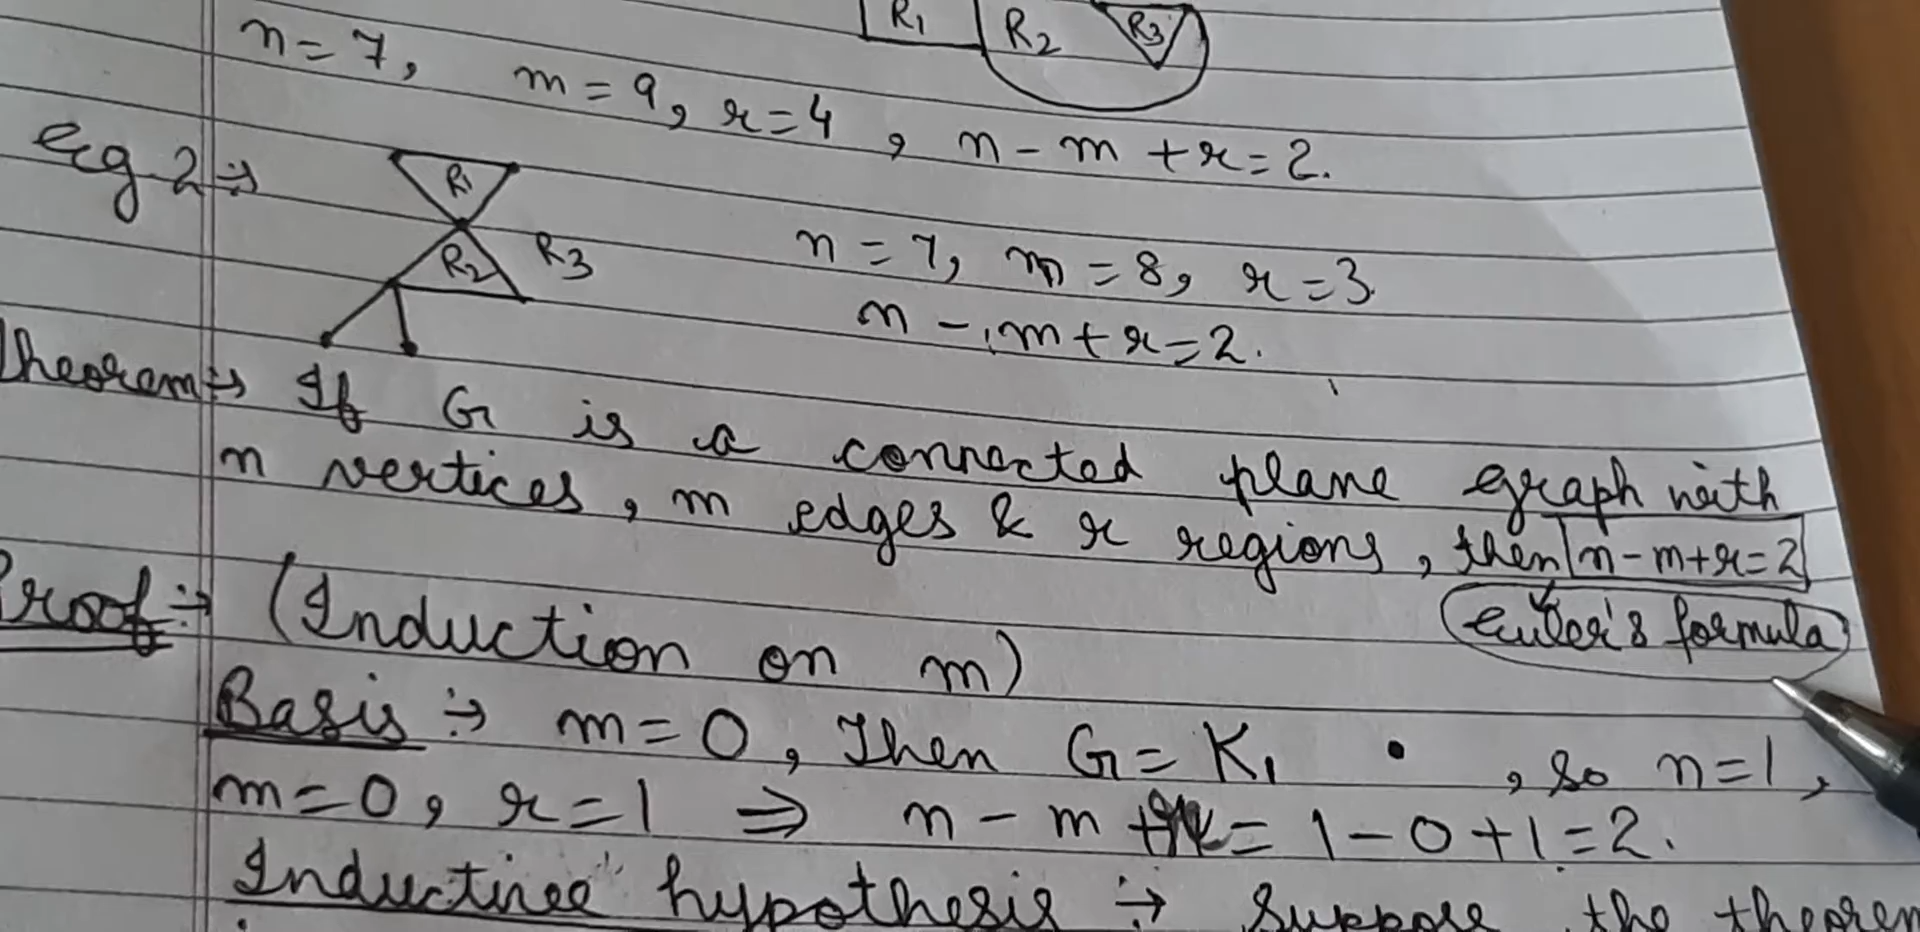 R1 R2 R3
n = 7, m = 9, r = 4, n - m + r = 2.
eg 2 :→ R1 R2 R3
n = 7, m = 8, r = 3
n - m + r = 2.
Theorem :→ If G is a connected plane graph with
n vertices, m edges & r regions, then n - m + r = 2
Euler's formula
Proof :→ (Induction on m)
Basis :→ m = 0, Then G = K1 , so n = 1,
m = 0, r = 1 ⇒ n - m + r = 1 - 0 + 1 = 2.
Inductive hypothesis :→ Suppose the theorem